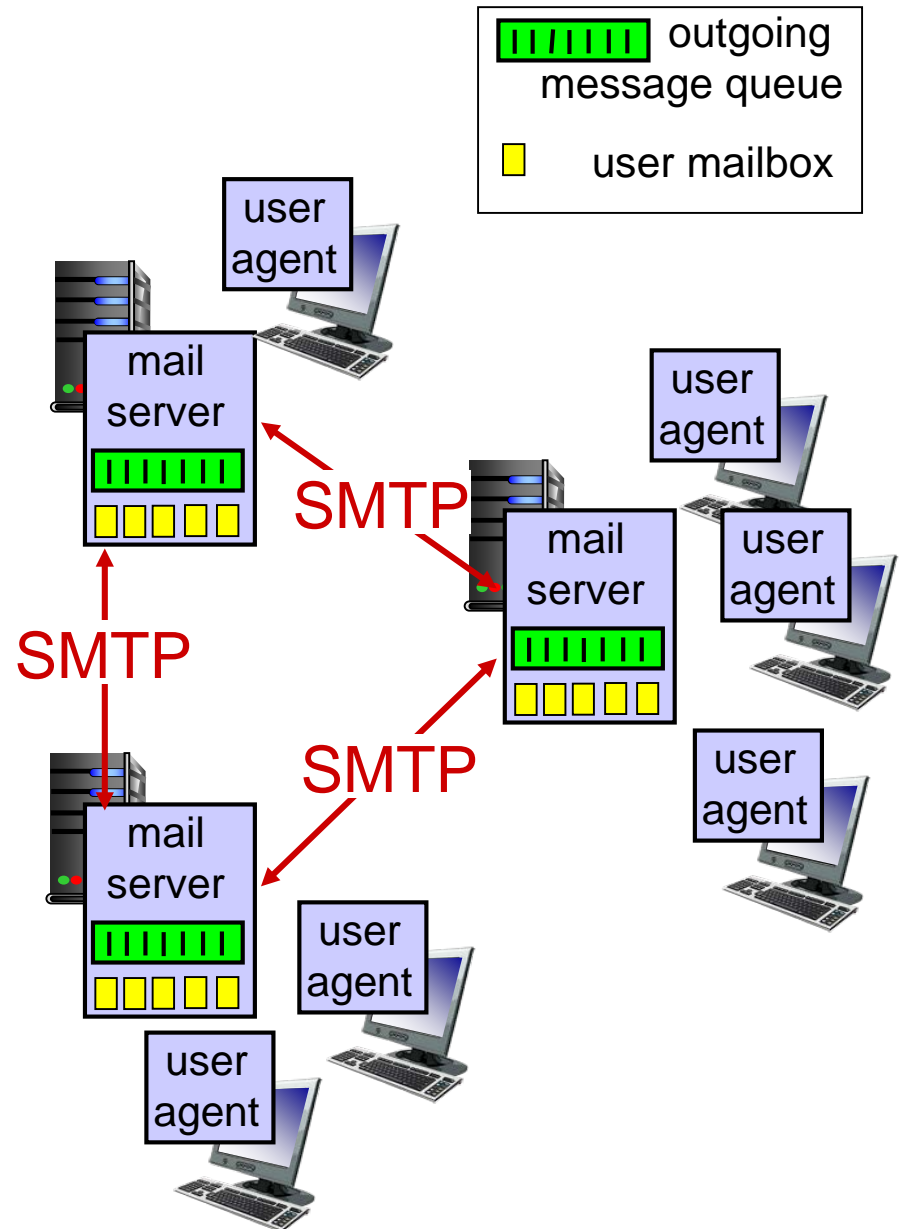 outgoing
message queue
user mailbox
user
agent
mail
server
SMTP
user
agent
mail
server
user
agent
SMTP
SMTP
user
agent
mail
server
user
agent
user
agent